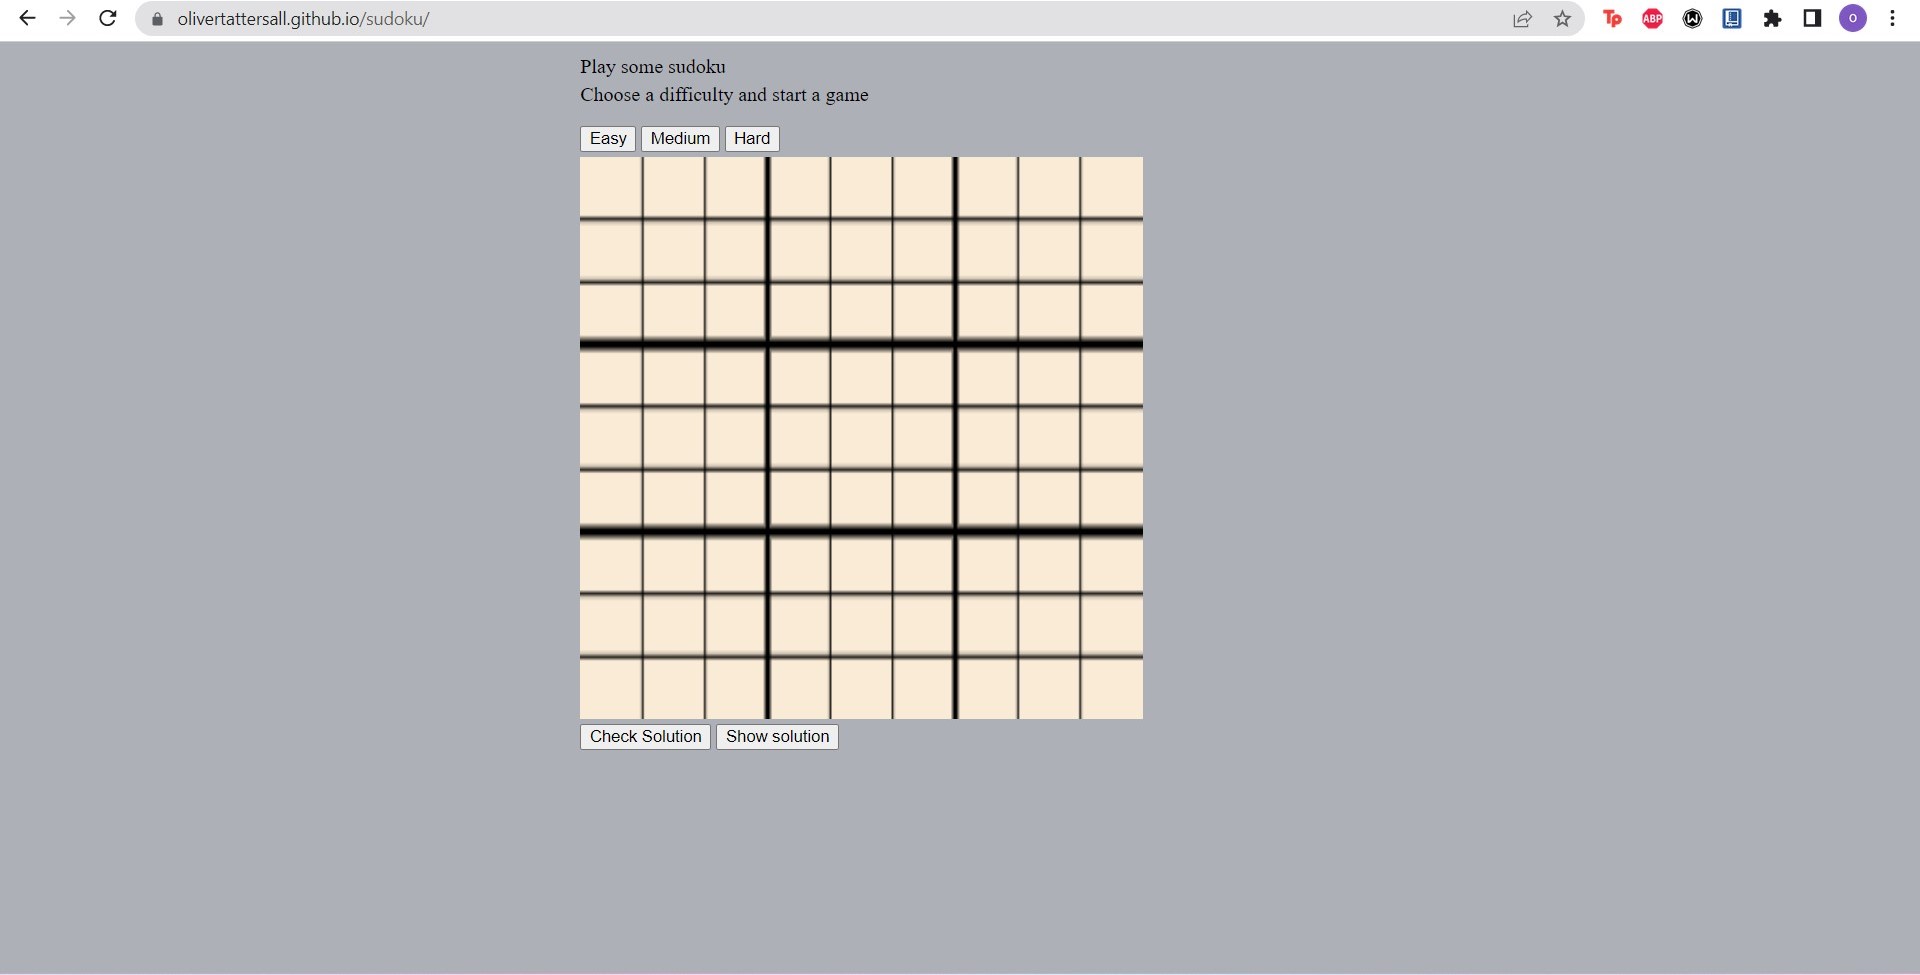 olivertattersall.github.io/sudoku/
Tp ABP W O
Play some sudoku
Choose a difficulty and start a game
Easy Medium Hard
Check Solution Show solution